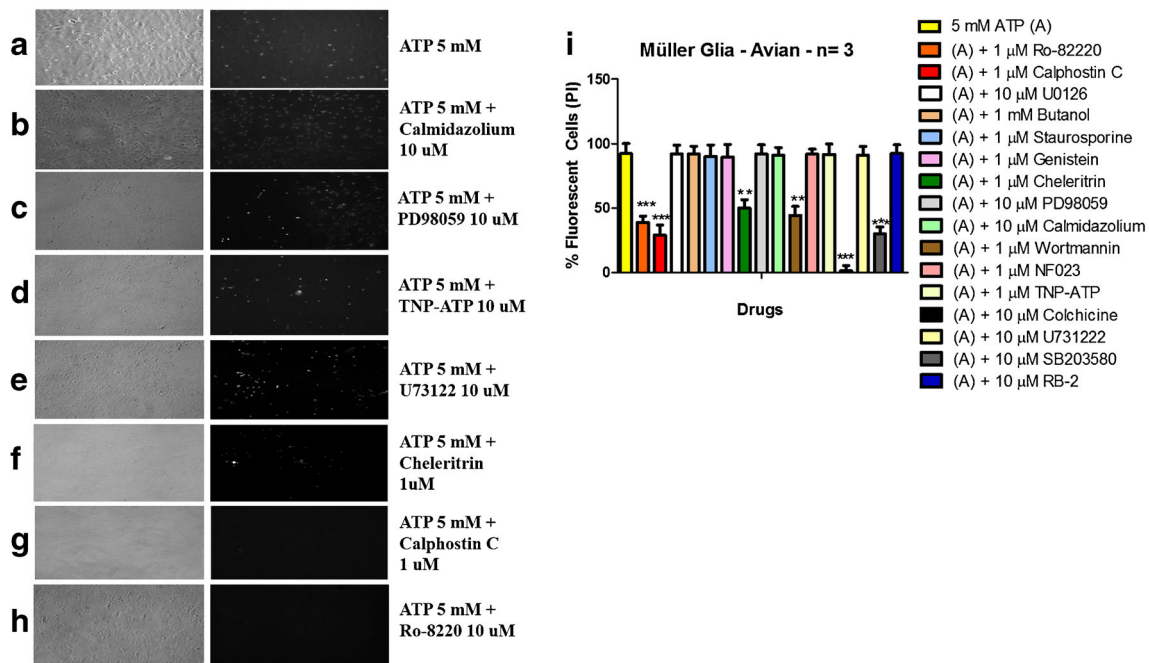 a
ATP 5 mM
b
ATP 5 mM +
Calmidazolium
10 uM
c
ATP 5 mM +
PD98059 10 uM
d
ATP 5 mM +
TNP-ATP 10 uM
e
ATP 5 mM +
U73122 10 uM
f
ATP 5 mM +
Cheleritrin
1uM
g
ATP 5 mM +
Calphostin C
1 uM
h
ATP 5 mM +
Ro-8220 10 uM
i
Müller Glia - Avian - n= 3
% Fluorescent Cells (PI)
150
100
50
0
***
***
**
**
***
***
Drugs
5 mM ATP (A)
(A) + 1 μM Ro-82220
(A) + 1 μM Calphostin C
(A) + 10 μM U0126
(A) + 1 mM Butanol
(A) + 1 μM Staurosporine
(A) + 1 μM Genistein
(A) + 1 μM Cheleritrin
(A) + 10 μM PD98059
(A) + 10 μM Calmidazolium
(A) + 1 μM Wortmannin
(A) + 1 μM NF023
(A) + 1 μM TNP-ATP
(A) + 10 μM Colchicine
(A) + 10 μM U731222
(A) + 10 μM SB203580
(A) + 10 μM RB-2